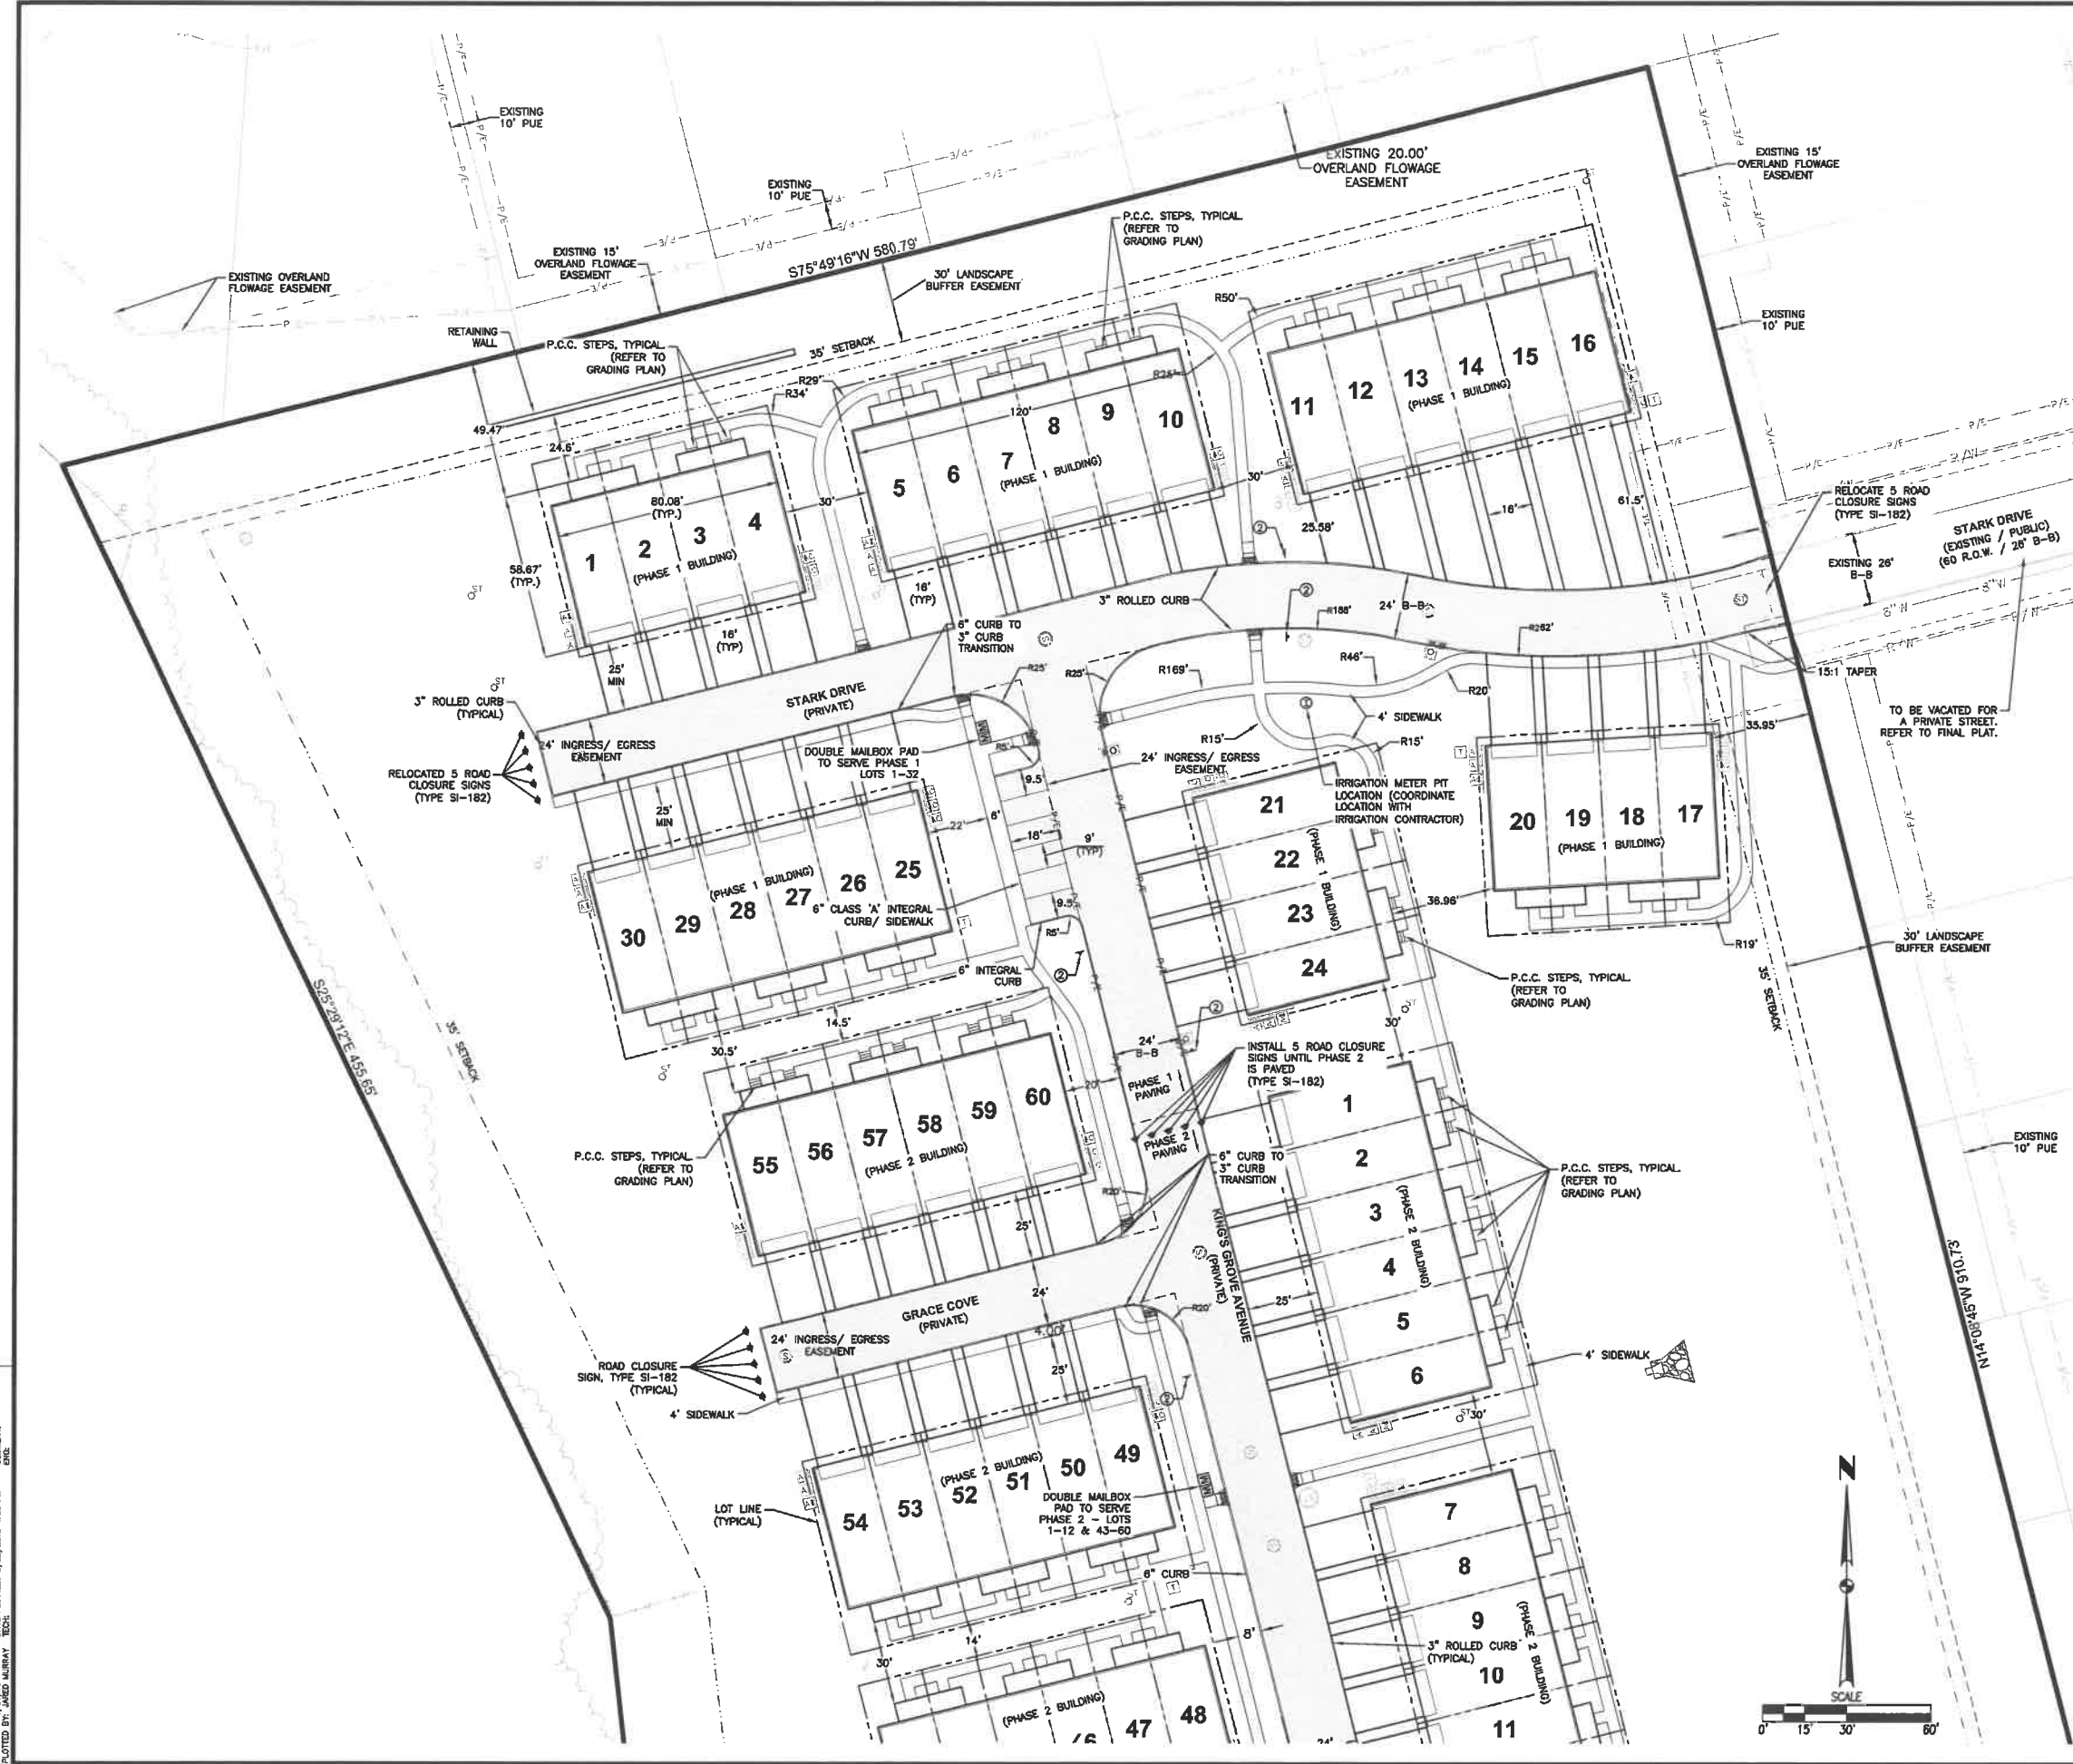 EXISTING
10' PUE
EXISTING 20.00'
OVERLAND FLOWAGE
EASEMENT
EXISTING 15'
OVERLAND FLOWAGE
EASEMENT
EXISTING
10' PUE
P.C.C. STEPS, TYPICAL
(REFER TO
GRADING PLAN)
EXISTING 15'
OVERLAND FLOWAGE
EASEMENT
S75°49'16"W 580.79'
30' LANDSCAPE
BUFFER EASEMENT
EXISTING OVERLAND
FLOWAGE EASEMENT
RETAINING
WALL
P.C.C. STEPS, TYPICAL
(REFER TO
GRADING PLAN)
35' SETBACK
R50'
EXISTING
10' PUE
R29'
R34'
R25'
49.47
24.6'
120'
80.08'
(TYP.)
58.67'
(TYP.)
1
2
3
4
(PHASE 1 BUILDING)
30'
5
6
7
8
9
10
(PHASE 1 BUILDING)
30'
11
12
13
14
15
16
(PHASE 1 BUILDING)
16'
61.5'
25.58'
2
RELOCATE 5 ROAD
CLOSURE SIGNS
(TYPE SI-182)
STARK DRIVE
(EXISTING / PUBLIC)
(60 R.O.W. / 26' B-B)
EXISTING 26'
B-B
8" W
8" W
16'
(TYP)
16'
(TYP)
25'
MIN
3" ROLLED CURB
2
24' B-B
R188'
R262'
6" CURB TO
3" CURB
TRANSITION
R25'
R25'
R169'
R46'
R20'
15:1 TAPER
3" ROLLED CURB
(TYPICAL)
STARK DRIVE
(PRIVATE)
24' INGRESS/ EGRESS
EASEMENT
RELOCATED 5 ROAD
CLOSURE SIGNS
(TYPE SI-182)
DOUBLE MAILBOX PAD
TO SERVE PHASE 1
LOTS 1-32
R5'
9.5'
24' INGRESS/ EGRESS
EASEMENT
R15'
4' SIDEWALK
R15'
TO BE VACATED FOR
A PRIVATE STREET.
REFER TO FINAL PLAT.
35.95'
IRRIGATION METER PIT
LOCATION (COORDINATE
LOCATION WITH
IRRIGATION CONTRACTOR)
25'
MIN
22'
6'
18'
9'
(TYP)
9.5'
R5'
21
22
23
24
(PHASE 1 BUILDING)
20
19
18
17
(PHASE 1 BUILDING)
36.96'
R19'
30' LANDSCAPE
BUFFER EASEMENT
35' SETBACK
30
29
28
27
26
25
(PHASE 1 BUILDING)
6" CLASS 'A' INTEGRAL
CURB/ SIDEWALK
6" INTEGRAL
CURB
2
P.C.C. STEPS, TYPICAL
(REFER TO
GRADING PLAN)
S25°29'12"E 455.65'
35' SETBACK
14.5'
30.5'
30'
2
24'
B-B
INSTALL 5 ROAD CLOSURE
SIGNS UNTIL PHASE 2
IS PAVED
(TYPE SI-182)
20'
PHASE 1
PAVING
PHASE 2
PAVING
6" CURB TO
3" CURB
TRANSITION
55
56
57
58
59
60
(PHASE 2 BUILDING)
P.C.C. STEPS, TYPICAL
(REFER TO
GRADING PLAN)
R20'
25'
1
2
3
4
5
6
(PHASE 2 BUILDING)
P.C.C. STEPS, TYPICAL
(REFER TO
GRADING PLAN)
EXISTING
10' PUE
KING'S GROVE AVENUE
(PRIVATE)
25'
N14°08'45"W 910.73'
GRACE COVE
(PRIVATE)
24'
24' INGRESS/ EGRESS
EASEMENT
4.00'
25'
R20'
ROAD CLOSURE
SIGN, TYPE SI-182
(TYPICAL)
4' SIDEWALK
4' SIDEWALK
30'
2
54
53
52
51
50
49
(PHASE 2 BUILDING)
LOT LINE
(TYPICAL)
DOUBLE MAILBOX
PAD TO SERVE
PHASE 2 - LOTS
1-12 & 43-60
6" CURB
14'
30'
8'
7
8
9
10
11
(PHASE 2 BUILDING)
3" ROLLED CURB
(TYPICAL)
(PHASE 2 BUILDING)
47
48
N
SCALE
0' 15' 30' 60'
PLOTTED BY: JARED MURRAY TECH: